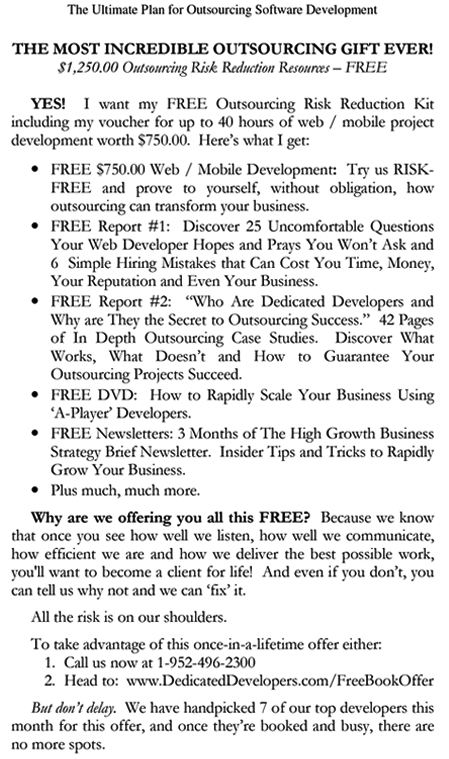 The Ultimate Plan for Outsourcing Software Development
THE MOST INCREDIBLE OUTSOURCING GIFT EVER!
$1,250.00 Outsourcing Risk Reduction Resources – FREE
YES! I want my FREE Outsourcing Risk Reduction Kit
including my voucher for up to 40 hours of web / mobile project
development worth $750.00. Here's what I get:
• FREE $750.00 Web / Mobile Development: Try us RISK-
FREE and prove to yourself, without obligation, how
outsourcing can transform your business.
• FREE Report #1: Discover 25 Uncomfortable Questions
Your Web Developer Hopes and Prays You Won't Ask and
6 Simple Hiring Mistakes that Can Cost You Time, Money,
Your Reputation and Even Your Business.
• FREE Report #2: “Who Are Dedicated Developers and
Why are They the Secret to Outsourcing Success.” 42 Pages
of In Depth Outsourcing Case Studies. Discover What
Works, What Doesn't and How to Guarantee Your
Outsourcing Projects Succeed.
• FREE DVD: How to Rapidly Scale Your Business Using
‘A-Player’ Developers.
• FREE Newsletters: 3 Months of The High Growth Business
Strategy Brief Newsletter. Insider Tips and Tricks to Rapidly
Grow Your Business.
• Plus much, much more.
Why are we offering you all this FREE? Because we know
that once you see how well we listen, how well we communicate,
how efficient we are and how we deliver the best possible work,
you'll want to become a client for life! And even if you don't, you
can tell us why not and we can ‘fix’ it.
All the risk is on our shoulders.
To take advantage of this once-in-a-lifetime offer either:
1. Call us now at 1-952-496-2300
2. Head to: www.DedicatedDevelopers.com/FreeBookOffer
But don't delay. We have handpicked 7 of our top developers this
month for this offer, and once they're booked and busy, there are
no more spots.